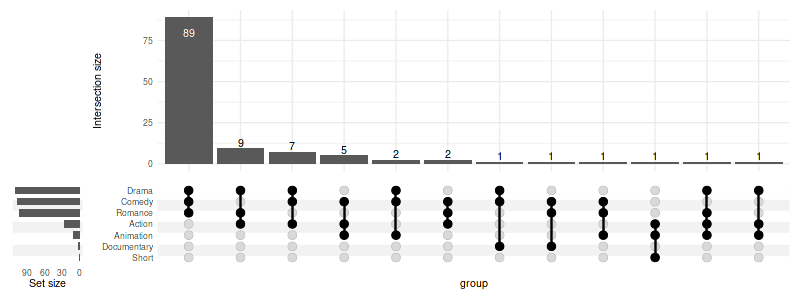 Intersection size
75
50
25
0
89
9
7
5
2
2
1
1
1
1
1
1
Drama
Comedy
Romance
Action
Animation
Documentary
Short
90 60 30 0
Set size
group